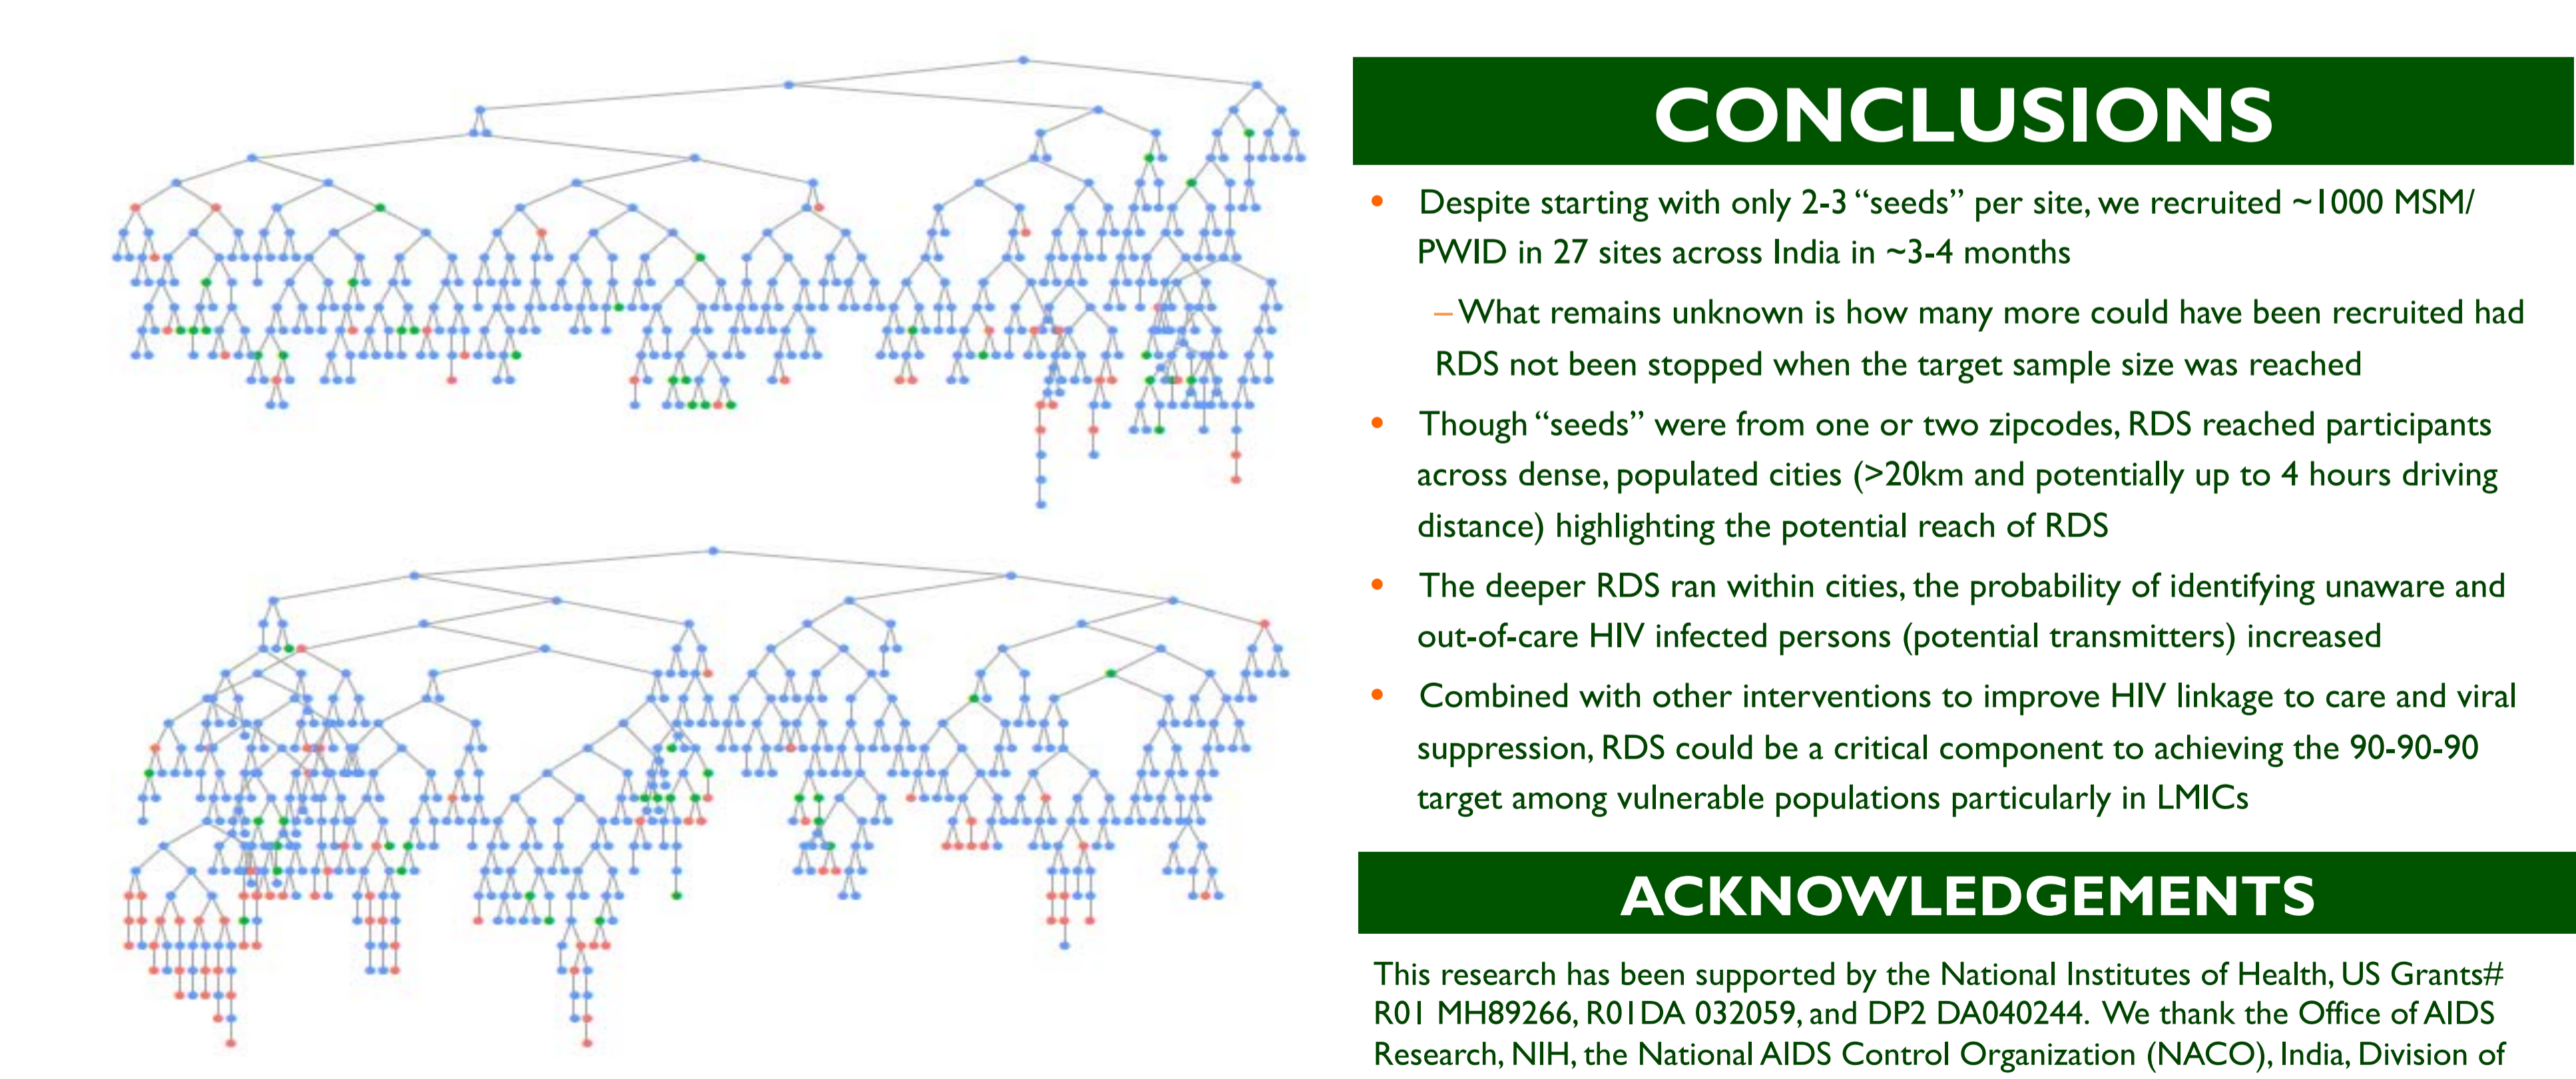 CONCLUSIONS
• Despite starting with only 2-3 “seeds” per site, we recruited ~1000 MSM/
PWID in 27 sites across India in ~3-4 months
– What remains unknown is how many more could have been recruited had
RDS not been stopped when the target sample size was reached
• Though “seeds” were from one or two zipcodes, RDS reached participants
across dense, populated cities (>20km and potentially up to 4 hours driving
distance) highlighting the potential reach of RDS
• The deeper RDS ran within cities, the probability of identifying unaware and
out-of-care HIV infected persons (potential transmitters) increased
• Combined with other interventions to improve HIV linkage to care and viral
suppression, RDS could be a critical component to achieving the 90-90-90
target among vulnerable populations particularly in LMICs
ACKNOWLEDGEMENTS
This research has been supported by the National Institutes of Health, US Grants#
R01 MH89266, R01DA 032059, and DP2 DA040244. We thank the Office of AIDS
Research, NIH, the National AIDS Control Organization (NACO), India, Division of